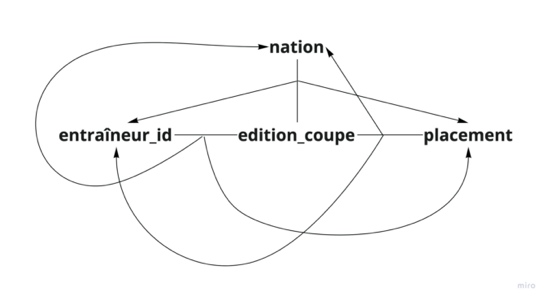 nation
entraîneur_id edition_coupe placement
miro